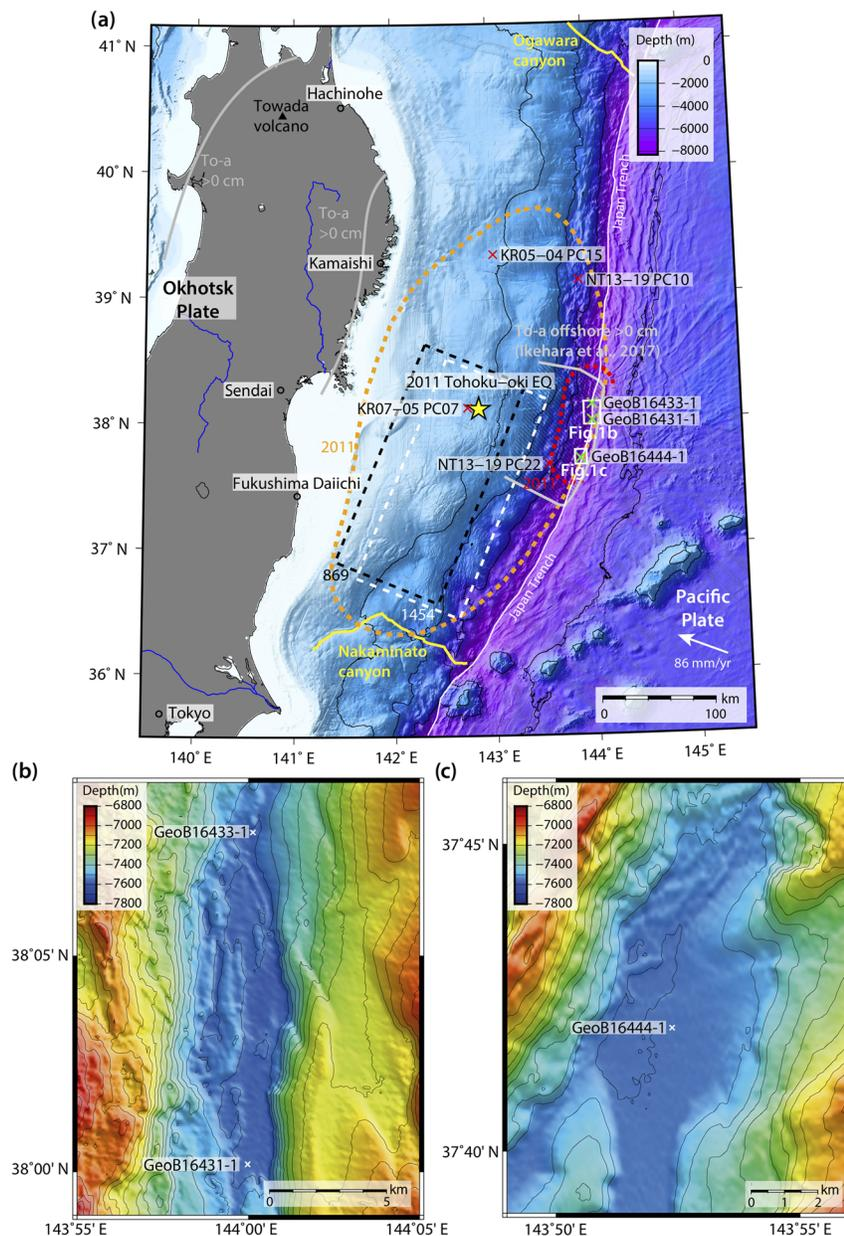 (a)
41° N
40° N
39° N
38° N
37° N
36° N
Ogawara
canyon
Depth (m)
0
−2000
−4000
−6000
−8000
Hachinohe
Towada
volcano
To-a
>0 cm
To-a
>0 cm
Japan Trench
KR05−04 PC15
Kamaishi
NT13−19 PC10
Okhotsk
Plate
To-a offshore >0 cm
(Ikehara et al., 2017)
2011 Tohoku−oki EQ
Sendai
KR07−05 PC07
GeoB16433-1
GeoB16431-1
Fig.1b
2011
GeoB16444-1
NT13−19 PC22
Fig.1c
2011
Fukushima Daiichi
869
Japan Trench
1454
Pacific
Plate
86 mm/yr
Nakaminato
canyon
Tokyo
km
0
100
140° E
141° E
142° E
143° E
144° E
145° E
(b)
Depth(m)
−6800
−7000
−7200
−7400
−7600
−7800
GeoB16433-1
38°05' N
38°00' N
GeoB16431-1
km
0
5
143°55' E
144°00' E
144°05' E
(c)
Depth(m)
−6800
−7000
−7200
−7400
−7600
−7800
37°45' N
GeoB16444-1
37°40' N
km
0
1
2
143°50' E
143°55' E